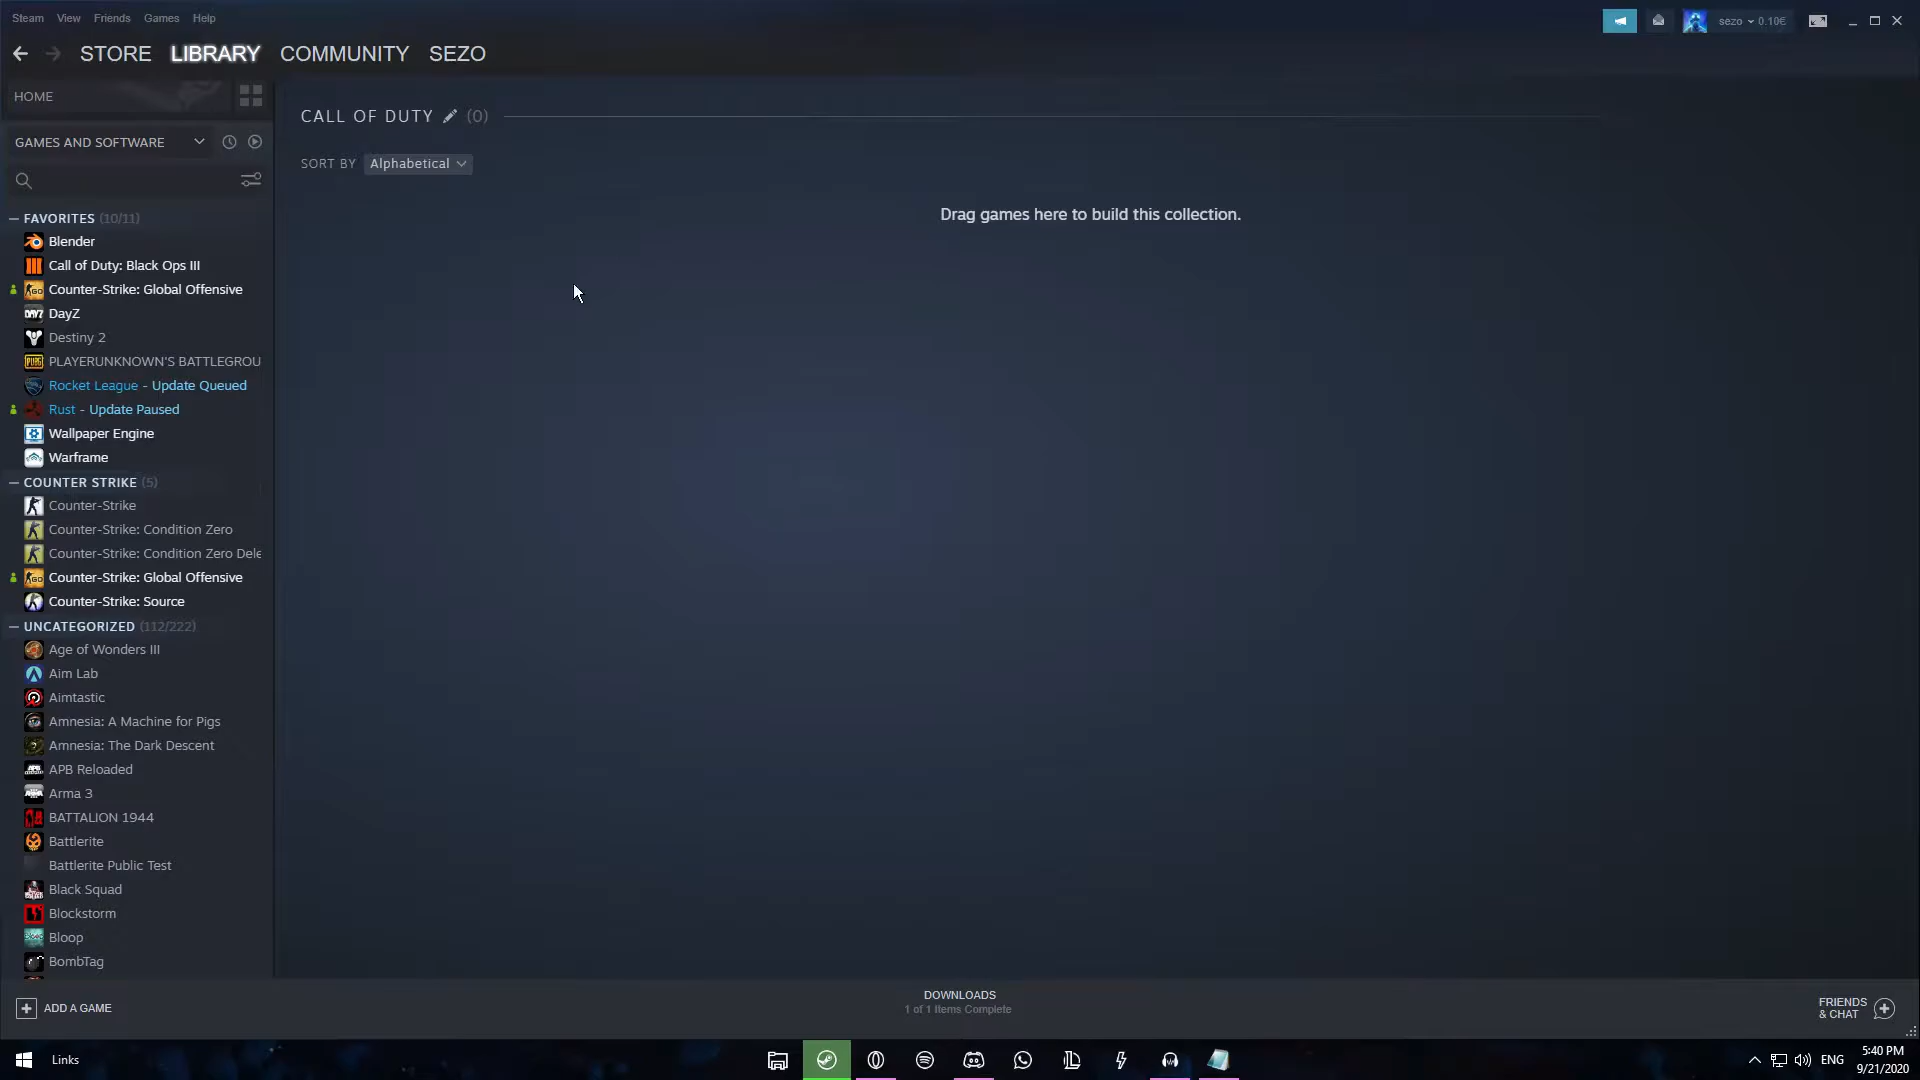 Steam View Friends Games Help
sezo 0.10€
STORE LIBRARY COMMUNITY SEZO
HOME
GAMES AND SOFTWARE
CALL OF DUTY (0)
SORT BY Alphabetical
Drag games here to build this collection.
FAVORITES (10/11)
Blender
Call of Duty: Black Ops III
Counter-Strike: Global Offensive
DayZ
Destiny 2
PLAYERUNKNOWN'S BATTLEGROU
Rocket League - Update Queued
Rust - Update Paused
Wallpaper Engine
Warframe
COUNTER STRIKE (5)
Counter-Strike
Counter-Strike: Condition Zero
Counter-Strike: Condition Zero Dele
Counter-Strike: Global Offensive
Counter-Strike: Source
UNCATEGORIZED (112/222)
Age of Wonders III
Aim Lab
Aimtastic
Amnesia: A Machine for Pigs
Amnesia: The Dark Descent
APB Reloaded
Arma 3
BATTALION 1944
Battlerite
Battlerite Public Test
Black Squad
Blockstorm
Bloop
BombTag
ADD A GAME
DOWNLOADS
1 of 1 Items Complete
FRIENDS
& CHAT
Links
ENG
5:40 PM
9/21/2020